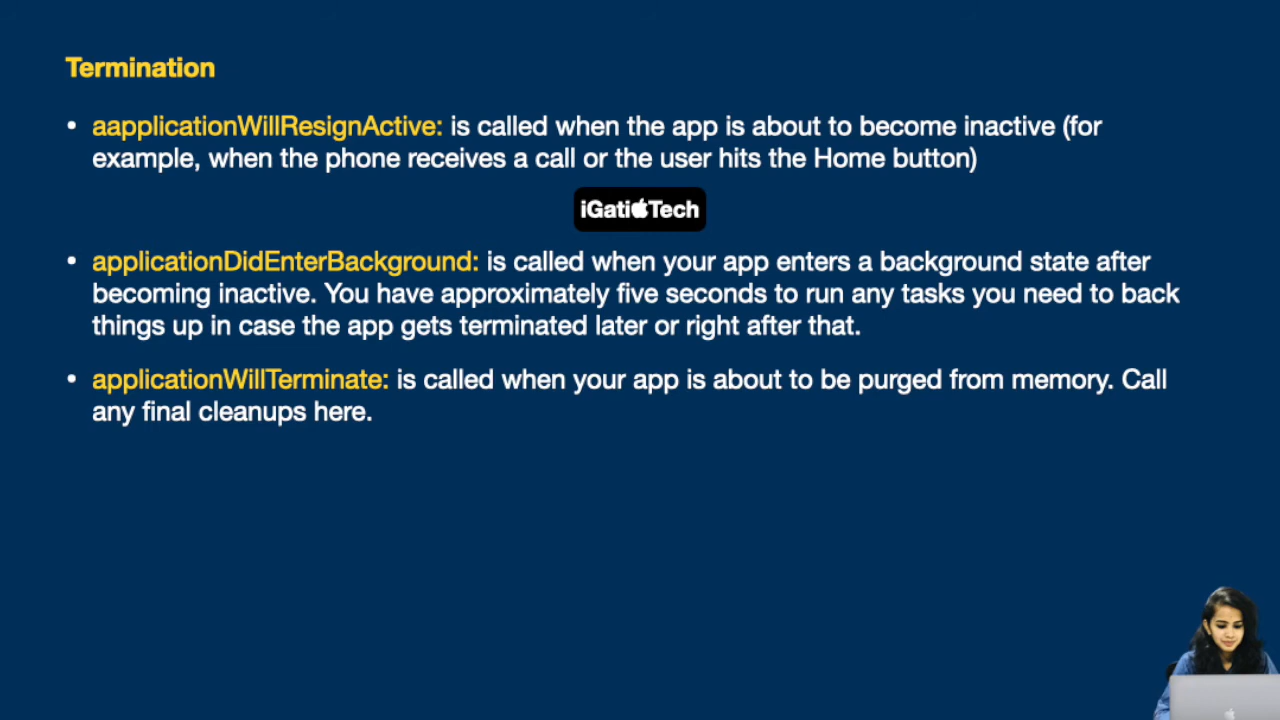 Termination
• aapplicationWillResignActive: is called when the app is about to become inactive (for
example, when the phone receives a call or the user hits the Home button)
iGatiTech
• applicationDidEnterBackground: is called when your app enters a background state after
becoming inactive. You have approximately five seconds to run any tasks you need to back
things up in case the app gets terminated later or right after that.
• applicationWillTerminate: is called when your app is about to be purged from memory. Call
any final cleanups here.